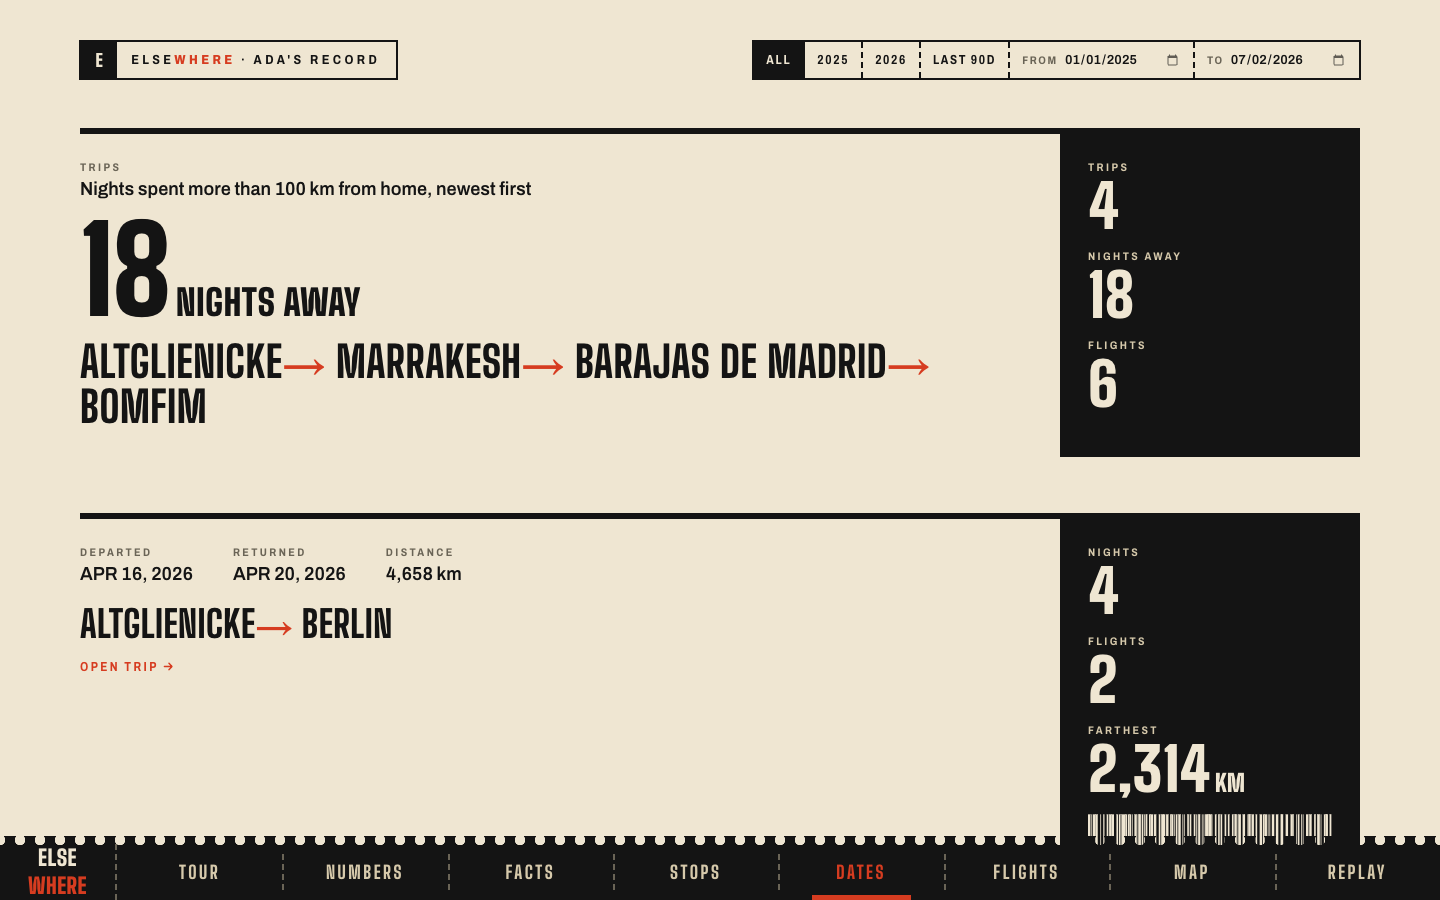 E ELSEWHERE · ADA'S RECORD
ALL 2025 2026 LAST 90D FROM 01/01/2025 TO 07/02/2026
TRIPS
Nights spent more than 100 km from home, newest first
18 NIGHTS AWAY
ALTGLIENICKE→ MARRAKESH→ BARAJAS DE MADRID→
BOMFIM
TRIPS
4
NIGHTS AWAY
18
FLIGHTS
6
DEPARTED RETURNED DISTANCE
APR 16, 2026 APR 20, 2026 4,658 km
ALTGLIENICKE→ BERLIN
OPEN TRIP →
NIGHTS
4
FLIGHTS
2
FARTHEST
2,314 KM
ELSE
WHERE
TOUR NUMBERS FACTS STOPS DATES FLIGHTS MAP REPLAY